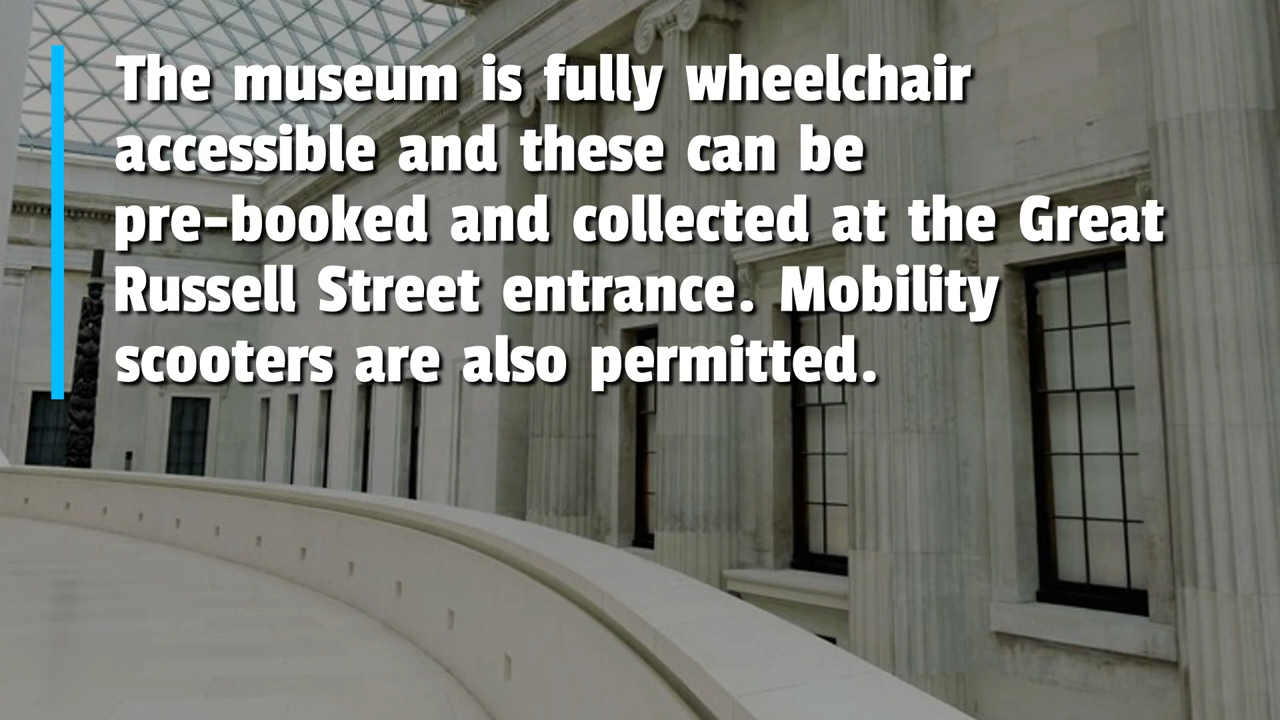 The museum is fully wheelchair
accessible and these can be
pre-booked and collected at the Great
Russell Street entrance. Mobility
scooters are also permitted.